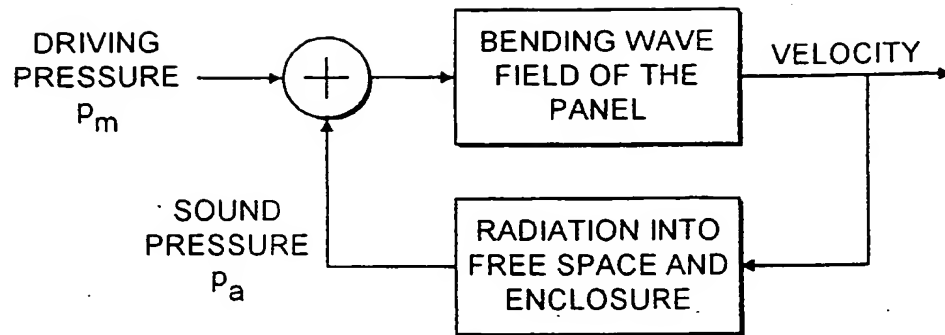 DRIVING
PRESSURE
pm
BENDING WAVE
FIELD OF THE
PANEL
VELOCITY
SOUND
PRESSURE
pa
RADIATION INTO
FREE SPACE AND
ENCLOSURE